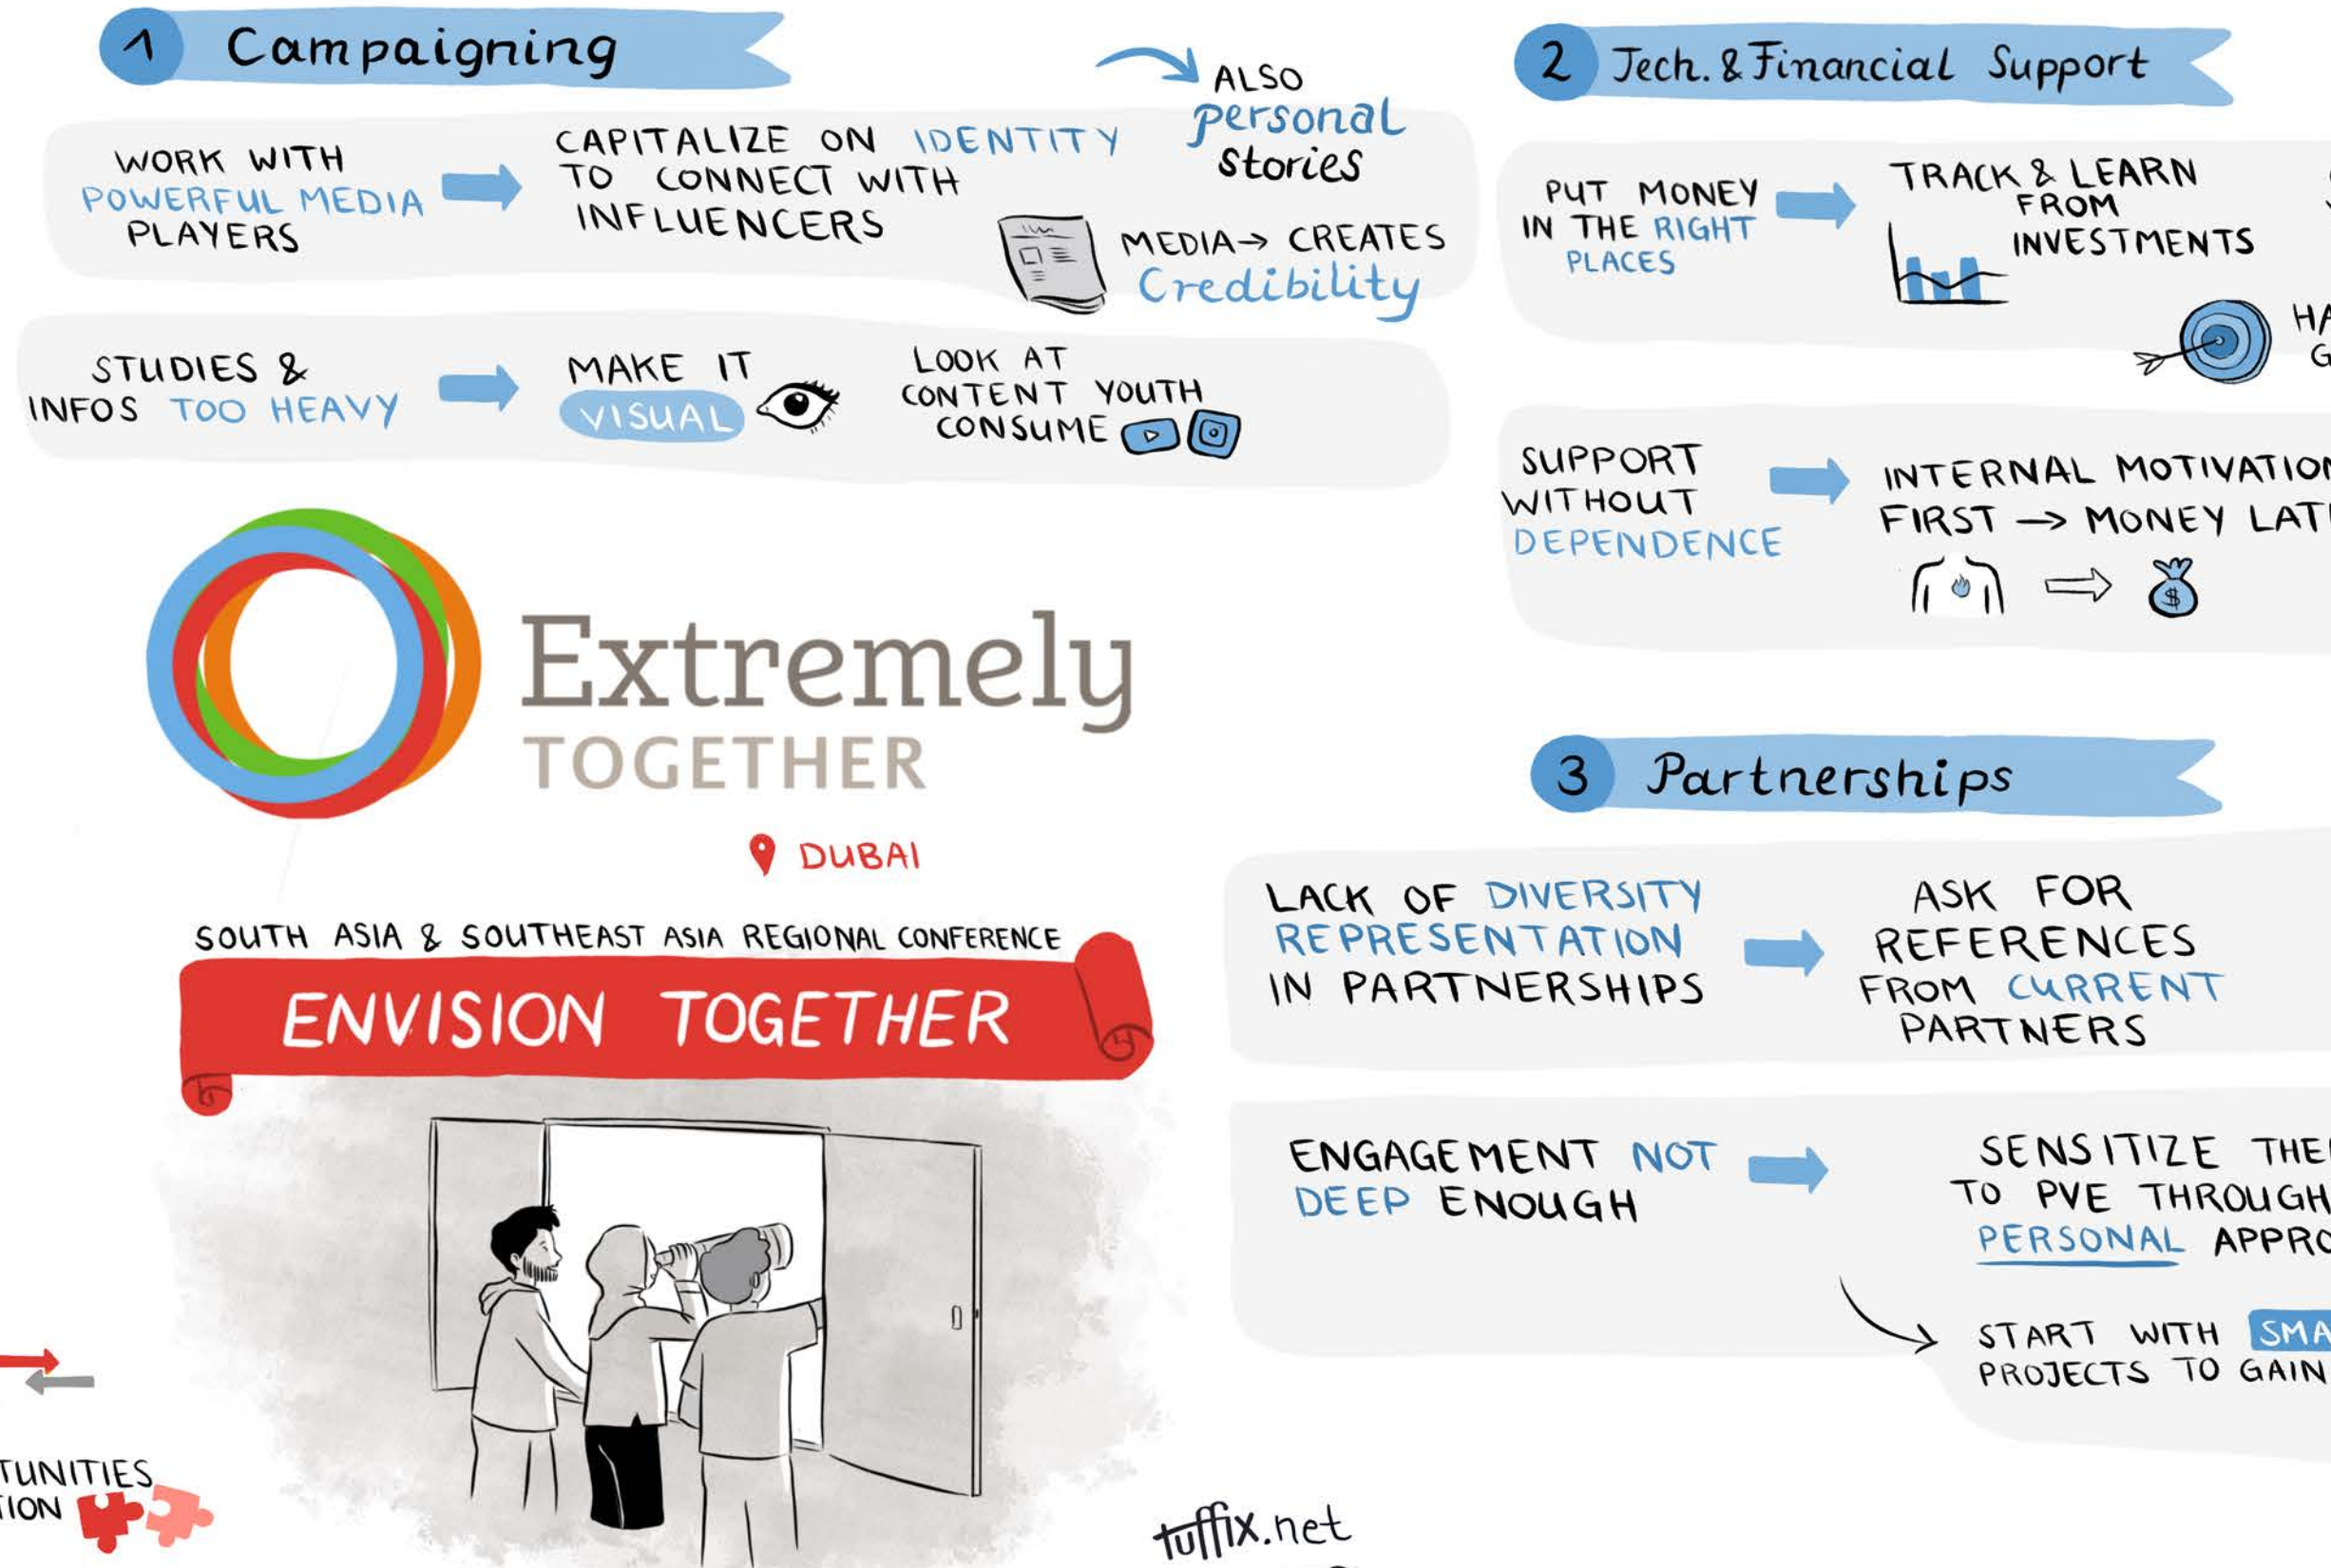 1 Campaigning
WORK WITH
POWERFUL MEDIA
PLAYERS
CAPITALIZE ON IDENTITY
TO CONNECT WITH
INFLUENCERS
ALSO
personal
stories
MEDIA→ CREATES
Credibility
STUDIES &
INFOS TOO HEAVY
MAKE IT
VISUAL
LOOK AT
CONTENT YOUTH
CONSUME
2 Tech. & Financial Support
PUT MONEY
IN THE RIGHT
PLACES
TRACK & LEARN
FROM
INVESTMENTS
SUPPORT
WITHOUT
DEPENDENCE
INTERNAL MOTIVATION
FIRST → MONEY
$
Extremely
TOGETHER
DUBAI
SOUTH ASIA & SOUTHEAST ASIA REGIONAL CONFERENCE
ENVISION TOGETHER
3 Partnerships
LACK OF DIVERSITY
REPRESENTATION
IN PARTNERSHIPS
ASK FOR
REFERENCES
FROM CURRENT
PARTNERS
ENGAGEMENT NOT
DEEP ENOUGH
SENSITIZE
TO PVE THROUGH
PERSONAL
START WITH
PROJECTS TO GAIN
tuffix.net